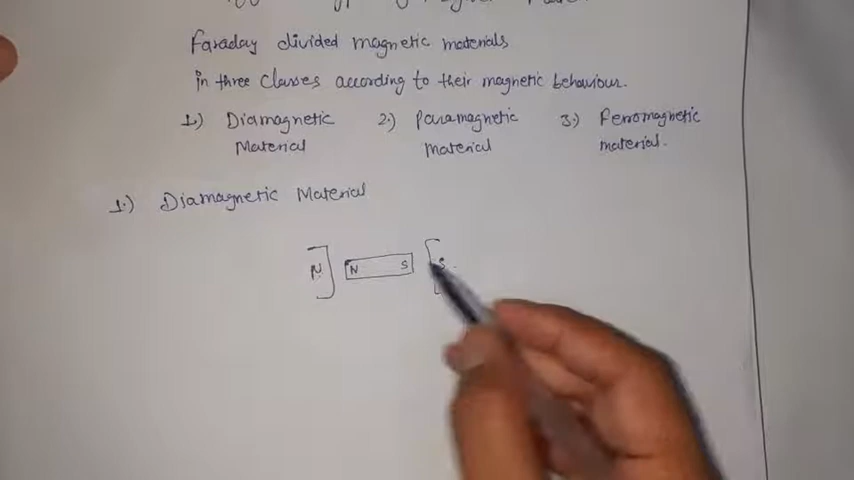 Faraday divided magnetic materials
in three classes according to their magnetic behaviour.
1.) Diamagnetic 2.) Paramagnetic 3.) Ferromagnetic
Material material material.
1.) Diamagnetic Material
N N S S